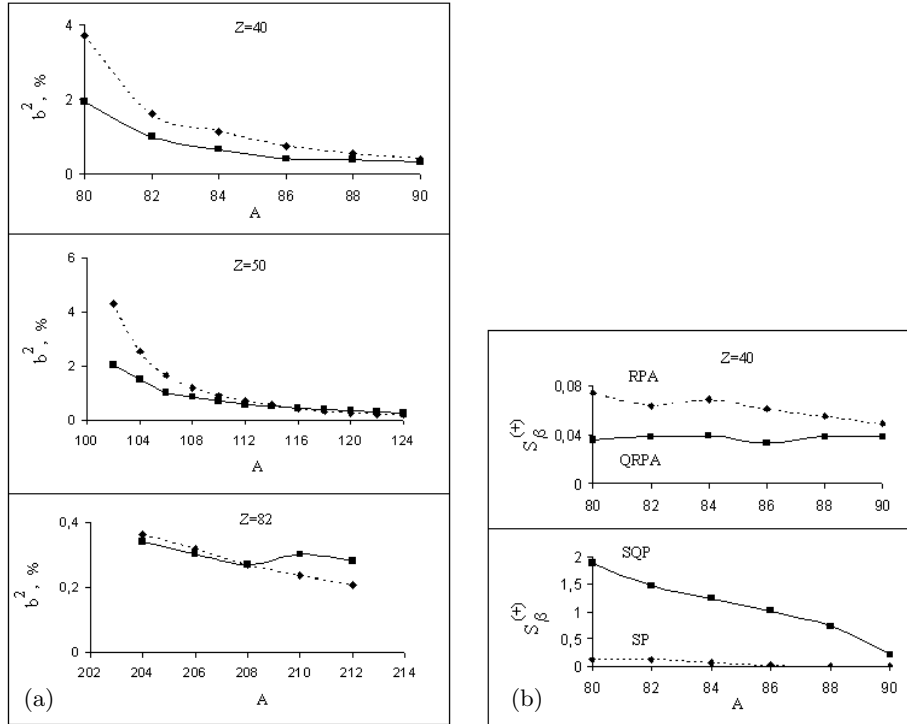 Z=40
b², %
4
2
0
80 82 84 86 88 90
A
Z=50
b², %
6
4
2
0
100 104 108 112 116 120 124
Z=82
b², %
0,4
0,2
0
202 204 206 208 210 212 214
(a)
A
Z=40
RPA
S_β^(+)
0,08
0,04
0
QRPA
80 82 84 86 88 90
SQP
S_β^(+)
2
1,5
1
0,5
0
SP
80 82 84 86 88 90
(b)
A